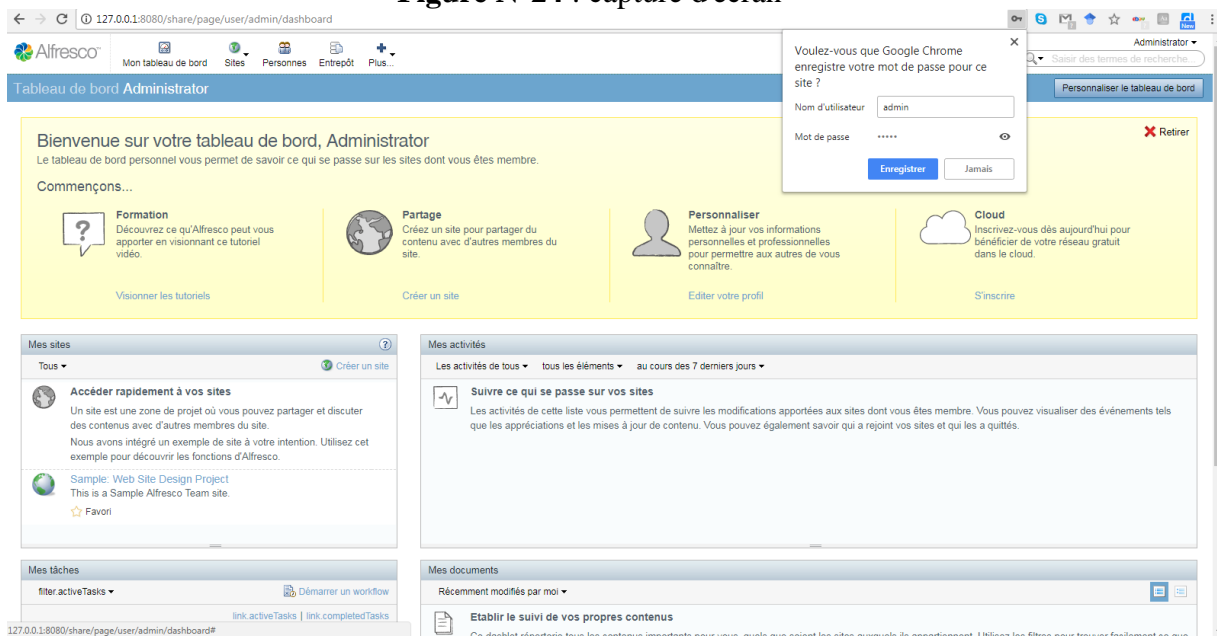 Figure N°24 : capture d'écran
127.0.0.1:8080/share/page/user/admin/dashboard
New
Alfresco
Mon tableau de bord
Sites
Personnes
Entrepôt
Plus...
Administrator
Saisir des termes de recherche...
Tableau de bord Administrator
Personnaliser le tableau de bord
Voulez-vous que Google Chrome
enregistre votre mot de passe pour ce
site ?
Nom d'utilisateur admin
Mot de passe •••••
Enregistrer Jamais
Bienvenue sur votre tableau de bord, Administrator
Retirer
Le tableau de bord personnel vous permet de savoir ce qui se passe sur les sites dont vous êtes membre.
Commençons...
Formation
Découvrez ce qu'Alfresco peut vous
apporter en visionnant ce tutoriel
vidéo.
Visionner les tutoriels
Partage
Créez un site pour partager du
contenu avec d'autres membres du
site.
Créer un site
Personnaliser
Mettez à jour vos informations
personnelles et professionnelles
pour permettre aux autres de vous
connaître.
Editer votre profil
Cloud
Inscrivez-vous dès aujourd'hui pour
bénéficier de votre réseau gratuit
dans le cloud.
S'inscrire
Mes sites
?
Tous
Créer un site
Accéder rapidement à vos sites
Un site est une zone de projet où vous pouvez partager et discuter
des contenus avec d'autres membres du site.
Nous avons intégré un exemple de site à votre intention. Utilisez cet
exemple pour découvrir les fonctions d'Alfresco.
Sample: Web Site Design Project
This is a Sample Alfresco Team site.
Favori
Mes activités
Les activités de tous tous les éléments au cours des 7 derniers jours
Suivre ce qui se passe sur vos sites
Les activités de cette liste vous permettent de suivre les modifications apportées aux sites dont vous êtes membre. Vous pouvez visualiser des événements tels
que les appréciations et les mises à jour de contenu. Vous pouvez également savoir qui a rejoint vos sites et qui les a quittés.
Mes tâches
filter.activeTasks
Démarrer un workflow
link.activeTasks | link.completedTasks
Mes documents
Récemment modifiés par moi
Etablir le suivi de vos propres contenus
127.0.0.1:8080/share/page/user/admin/dashboard#